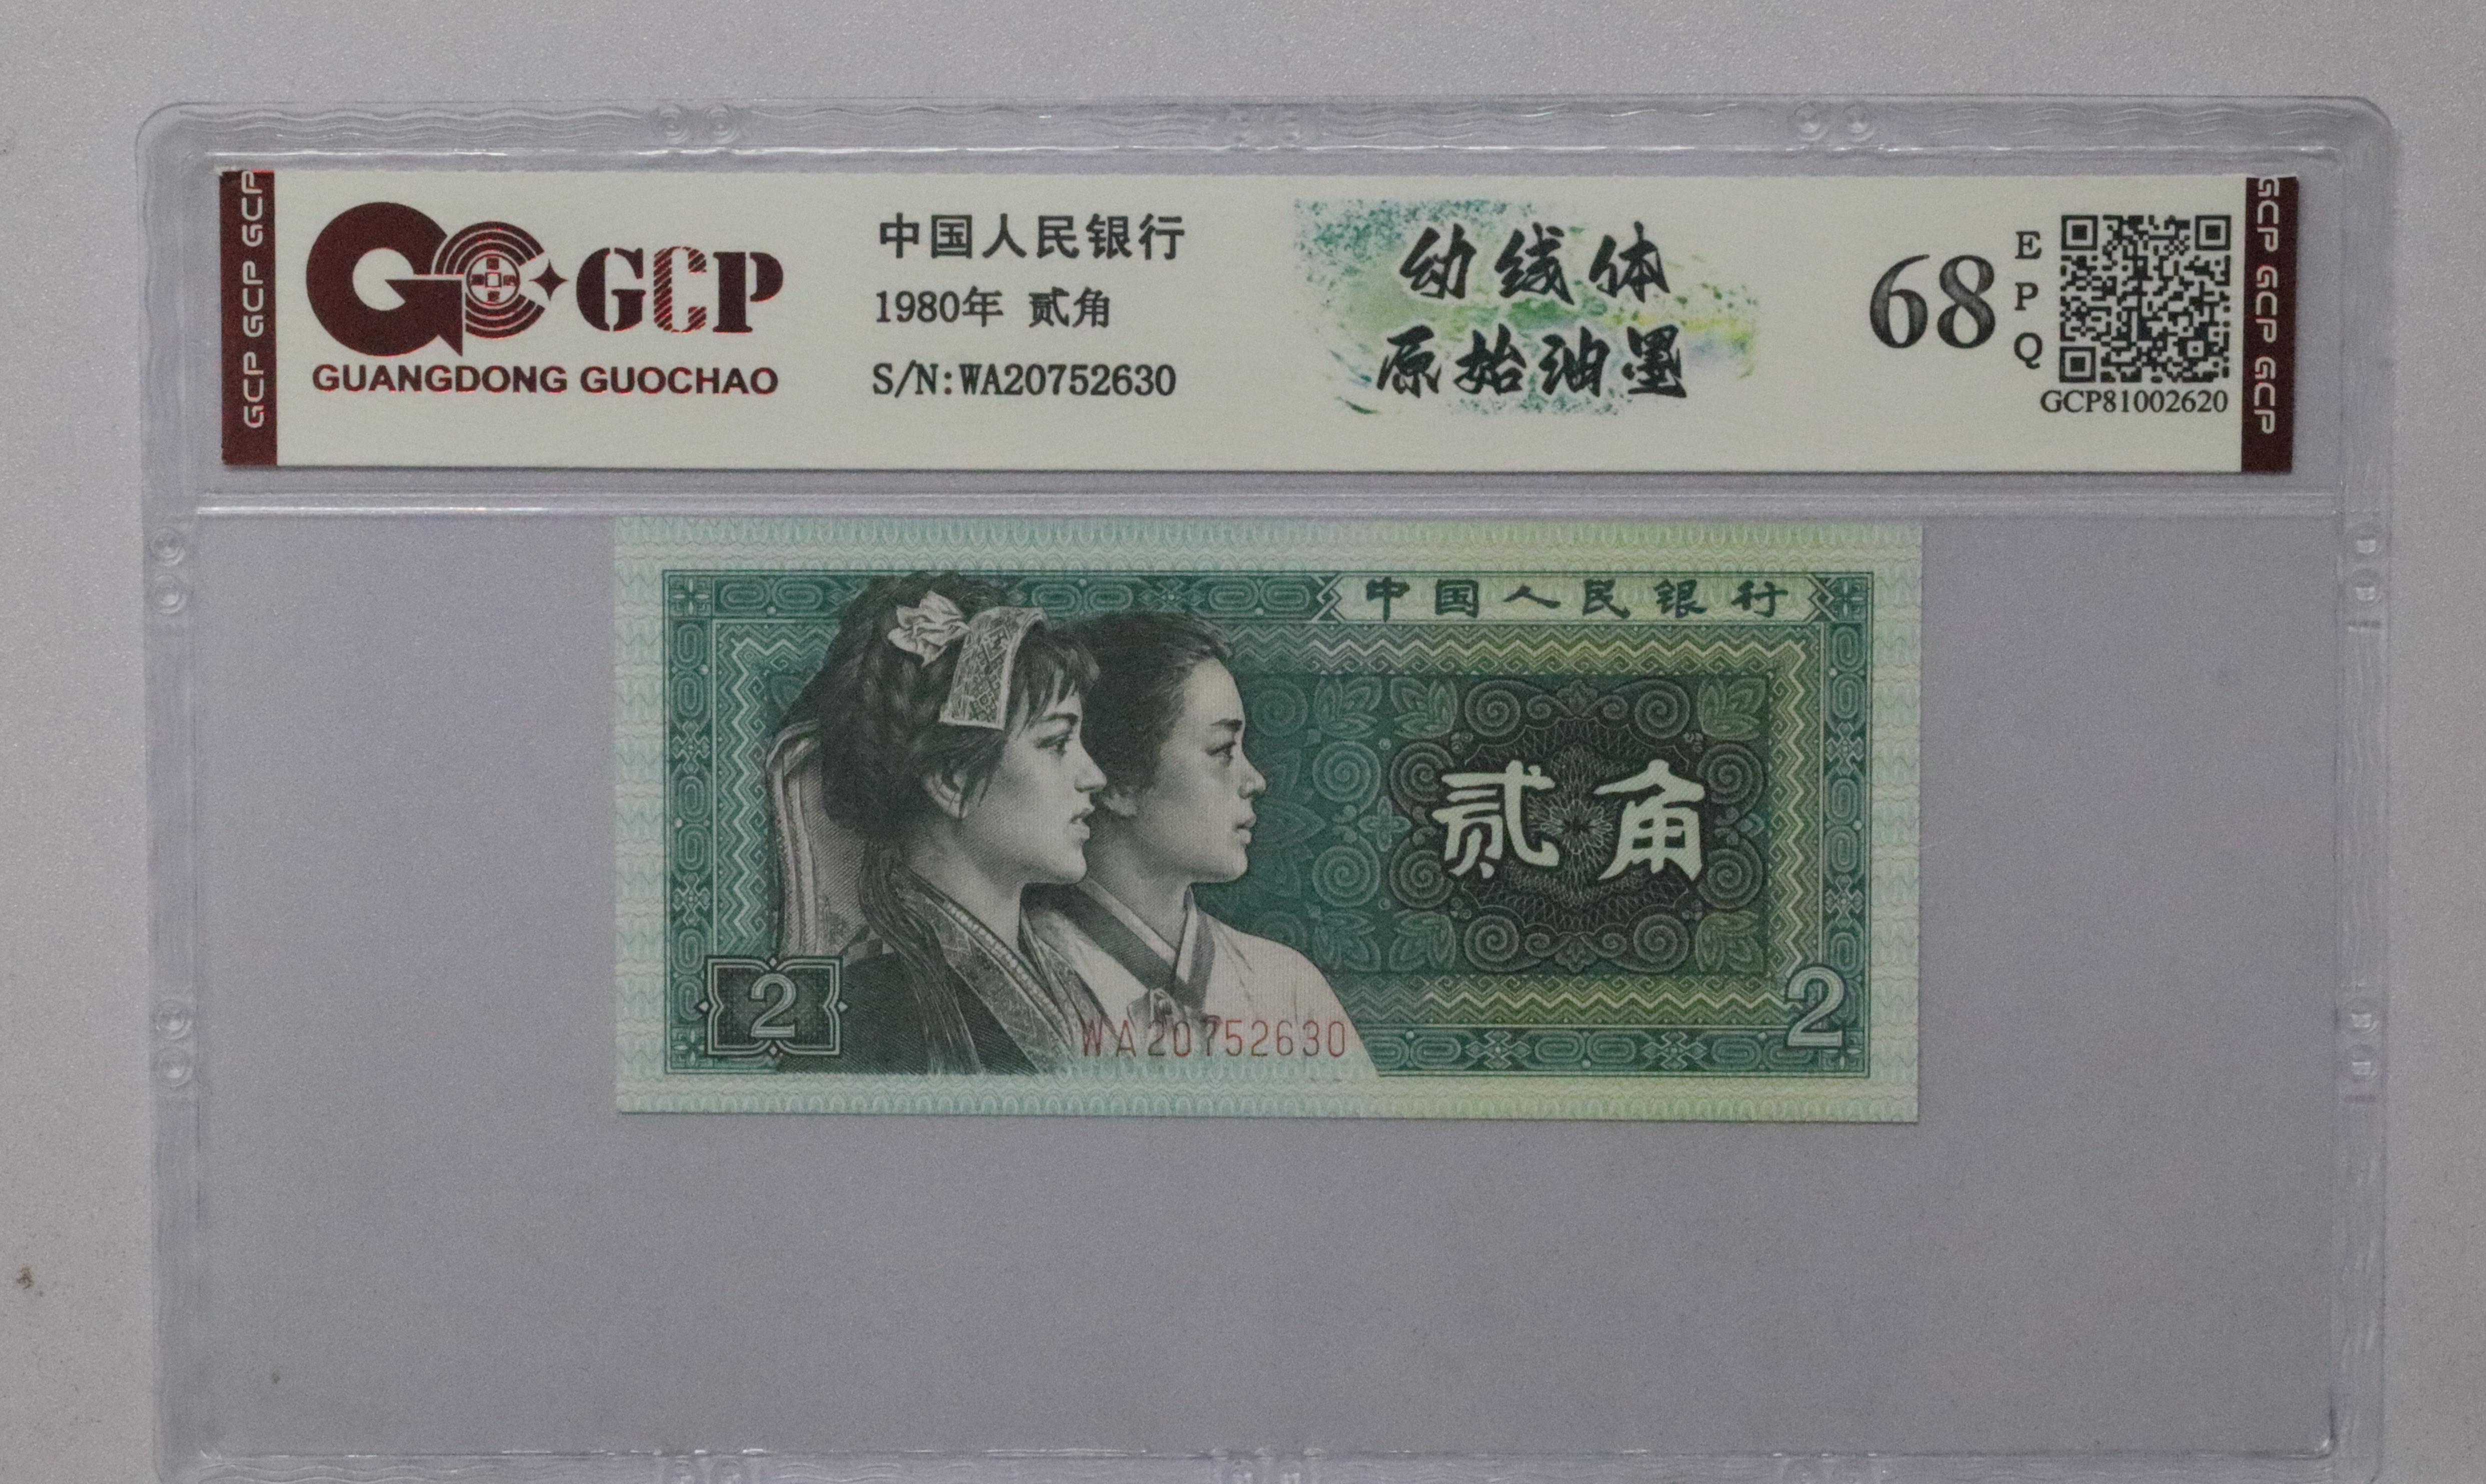 GCP GCP GCP
GCP
GUANGDONG GUOCHAO
中国人民银行
1980年 贰角
S/N:WA20752630
幼线体
原始油墨
68
EPQ
GCP81002620
GCP GCP GCP
中国人民银行
贰角
2
WA20752630
2